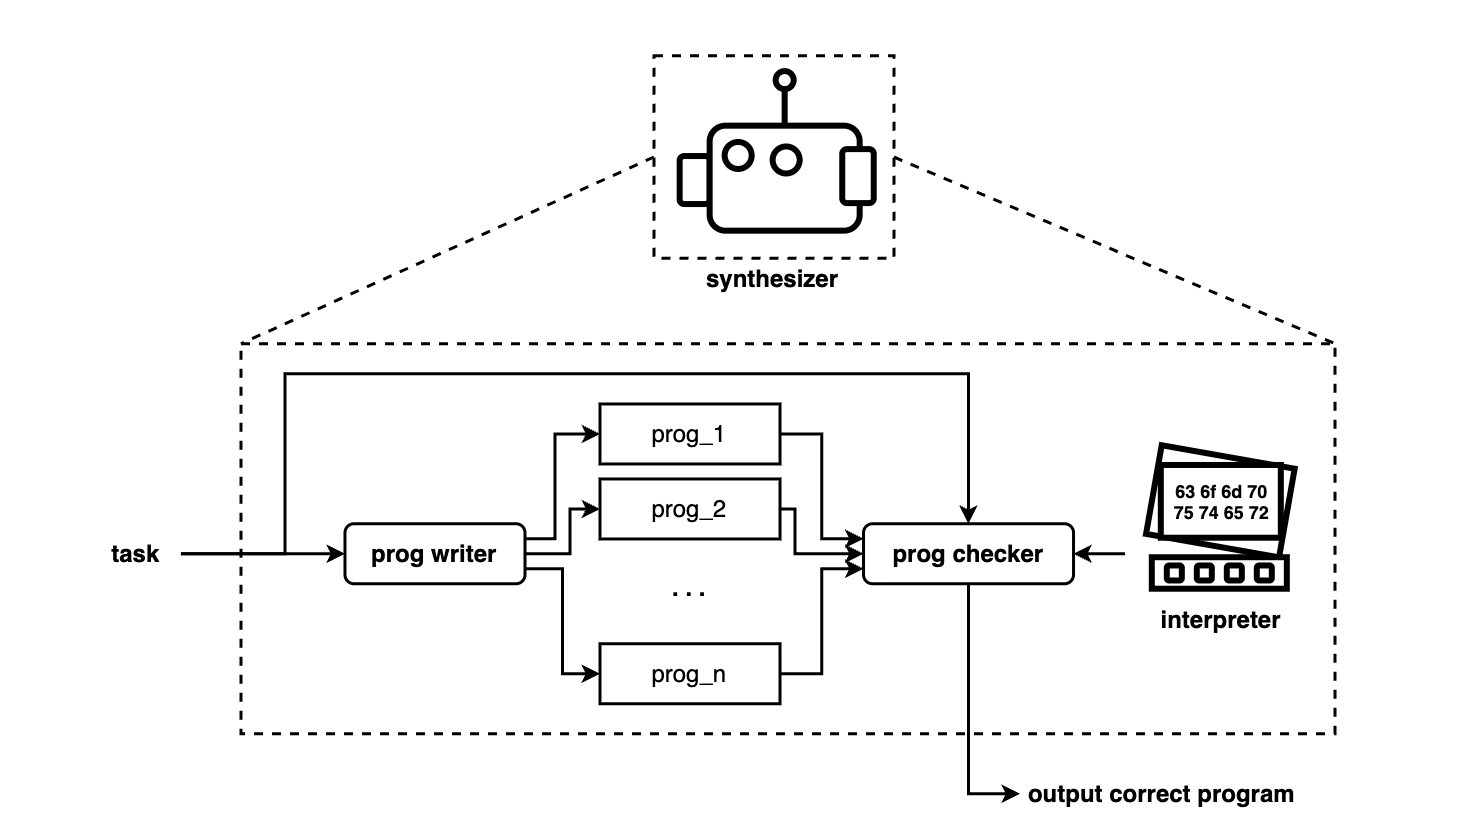 synthesizer
task
prog writer
prog_1
prog_2
...
prog_n
prog checker
63 6f 6d 70
75 74 65 72
interpreter
output correct program